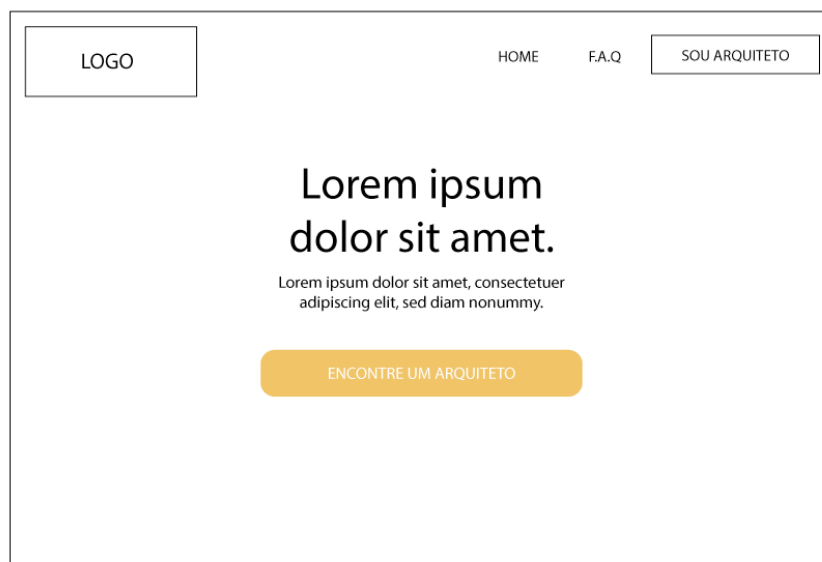 LOGO
HOME
F.A.Q
SOU ARQUITETO
Lorem ipsum
dolor sit amet.
Lorem ipsum dolor sit amet, consectetuer
adipiscing elit, sed diam nonummy.
ENCONTRE UM ARQUITETO